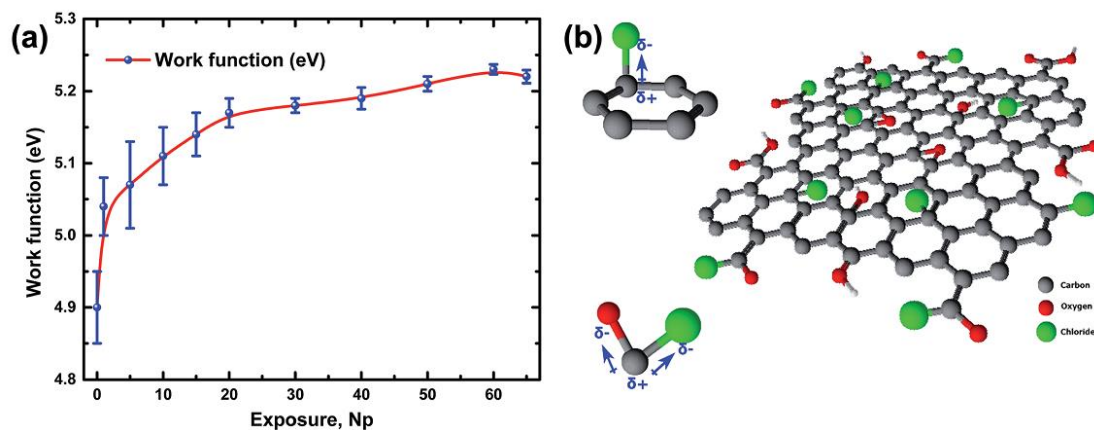 (a)
5.3
5.2
5.1
5.0
4.9
4.8
Work function (eV)
Work function (eV)
0
10
20
30
40
50
60
Exposure, Np
(b)
δ-
δ+
δ-
δ-
δ+
Carbon
Oxygen
Chloride